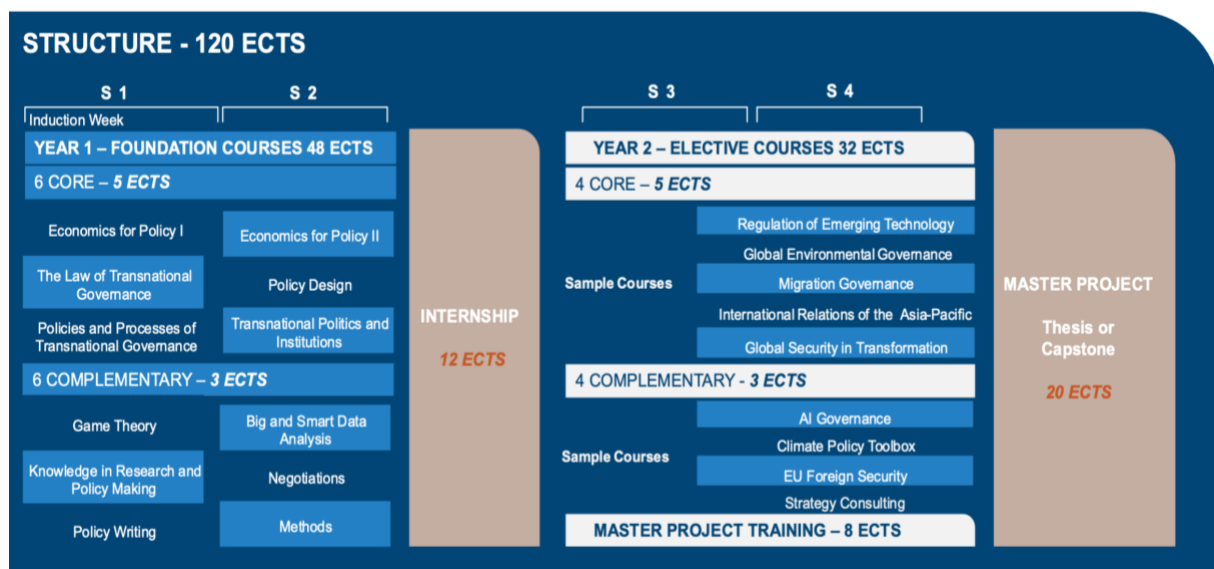 STRUCTURE - 120 ECTS
S 1
S 2
Induction Week
YEAR 1 – FOUNDATION COURSES 48 ECTS
6 CORE – 5 ECTS
Economics for Policy I
The Law of Transnational
Governance
Policies and Processes of
Transnational Governance
Economics for Policy II
Policy Design
Transnational Politics and
Institutions
6 COMPLEMENTARY – 3 ECTS
Game Theory
Knowledge in Research and
Policy Making
Policy Writing
Big and Smart Data
Analysis
Negotiations
Methods
INTERNSHIP
12 ECTS
S 3
S 4
YEAR 2 – ELECTIVE COURSES 32 ECTS
4 CORE – 5 ECTS
Sample Courses
Regulation of Emerging Technology
Global Environmental Governance
Migration Governance
International Relations of the Asia-Pacific
Global Security in Transformation
4 COMPLEMENTARY - 3 ECTS
Sample Courses
AI Governance
Climate Policy Toolbox
EU Foreign Security
Strategy Consulting
MASTER PROJECT TRAINING – 8 ECTS
MASTER PROJECT
Thesis or
Capstone
20 ECTS